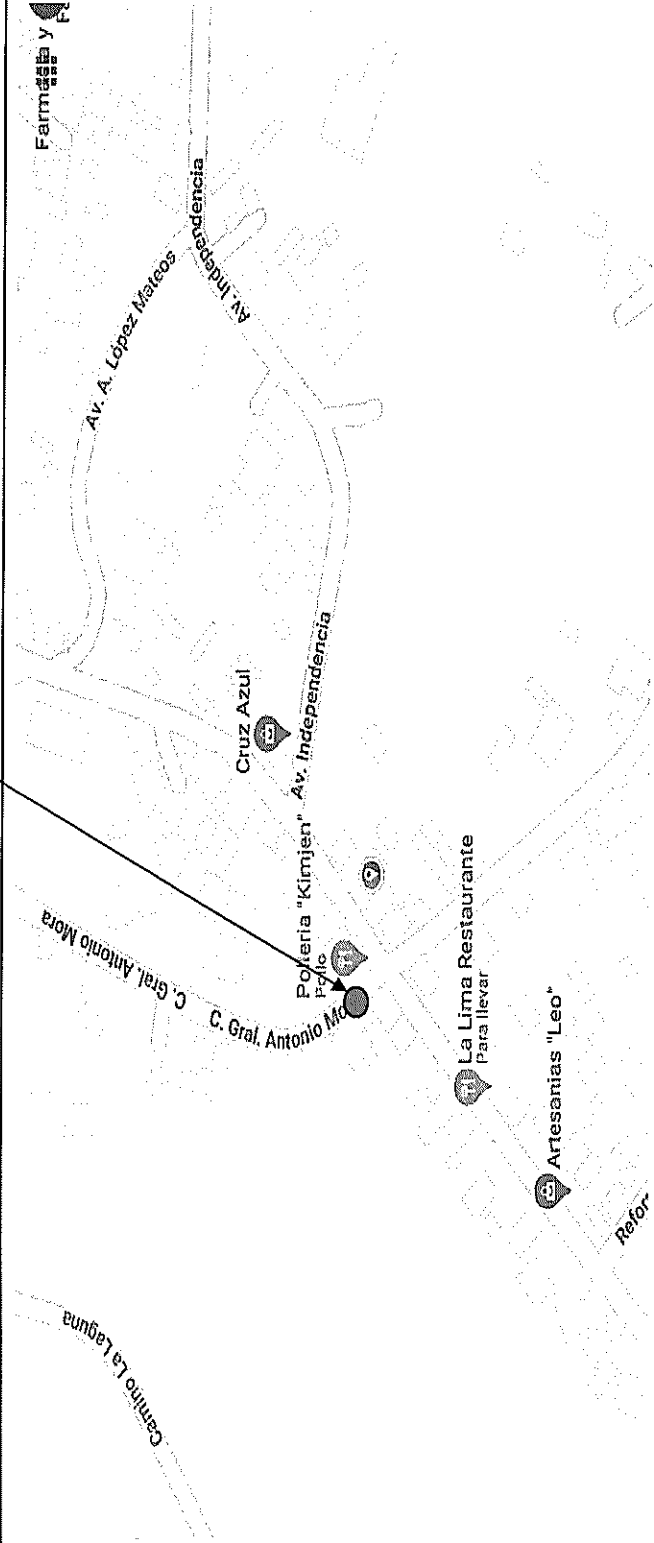 Farmacia y
Av. A. López Mateos
Av. Independencia
Cruz Azul
Av. Independencia
C. Gral. Antonio Mora
Pollería "Kimjen"
Pollo
C. Gral. Antonio Mo
La Lima Restaurante
Para llevar
Artesanías "Leo"
Refor
Camino La Laguna